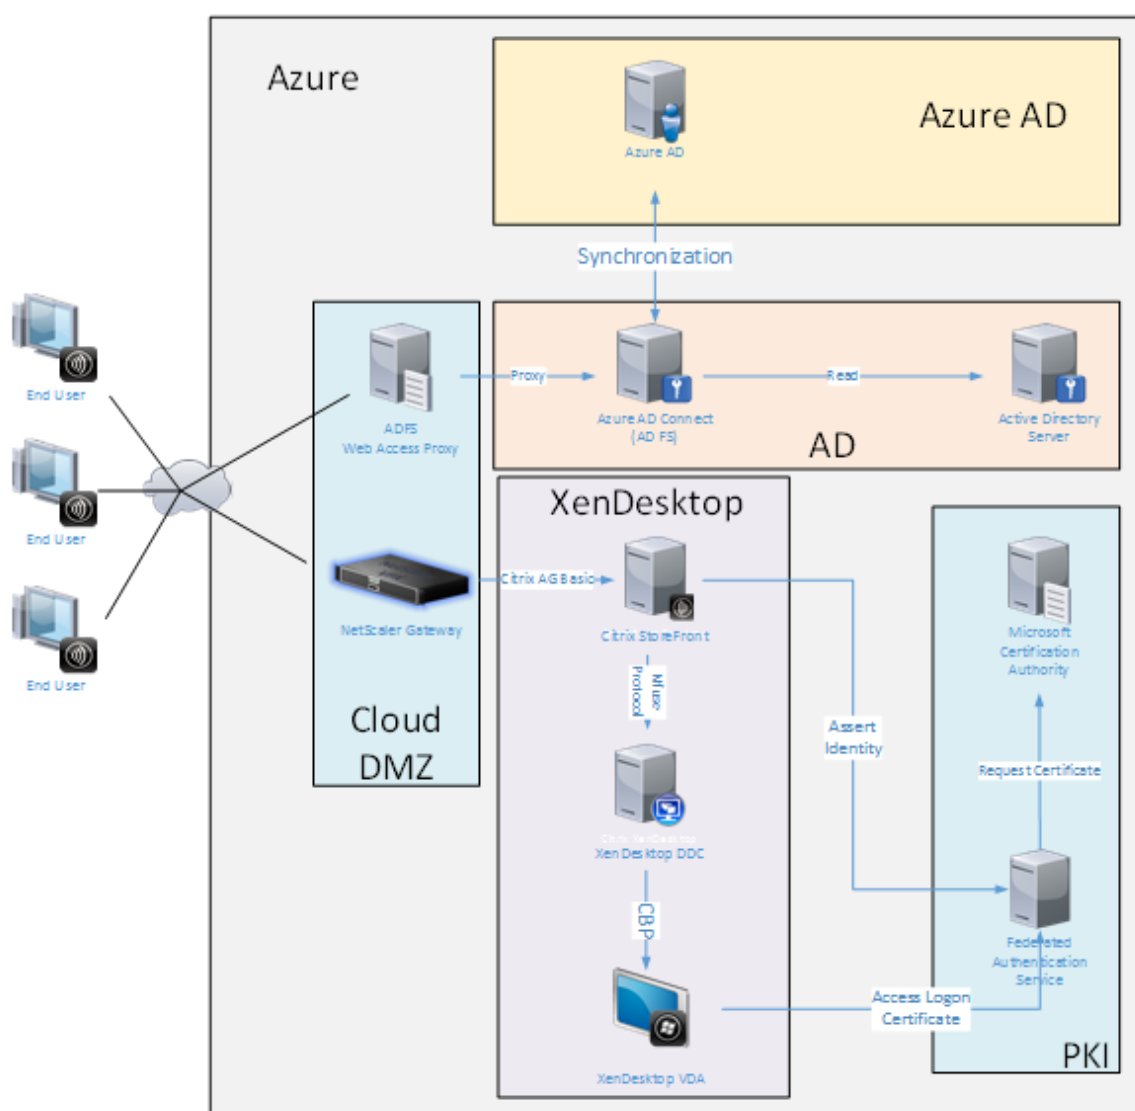 Azure
Azure AD
Azure AD
Synchronization
End User
ADFS
Web Access Proxy
Proxy
Azure AD Connect
(AD FS)
Read
Active Directory
Server
AD
End User
XenDesktop
NetScaler Gateway
Citrix AG Basic
Citrix StoreFront
Microsoft
Certification
Authority
End User
Nfuse
Protocol
Cloud
DMZ
Assert
Identity
Request Certificate
Citrix XenDesktop
XenDesktop DDC
CBP
Federated
Authentication
Service
Access Logon
Certificate
PKI
XenDesktop VDA